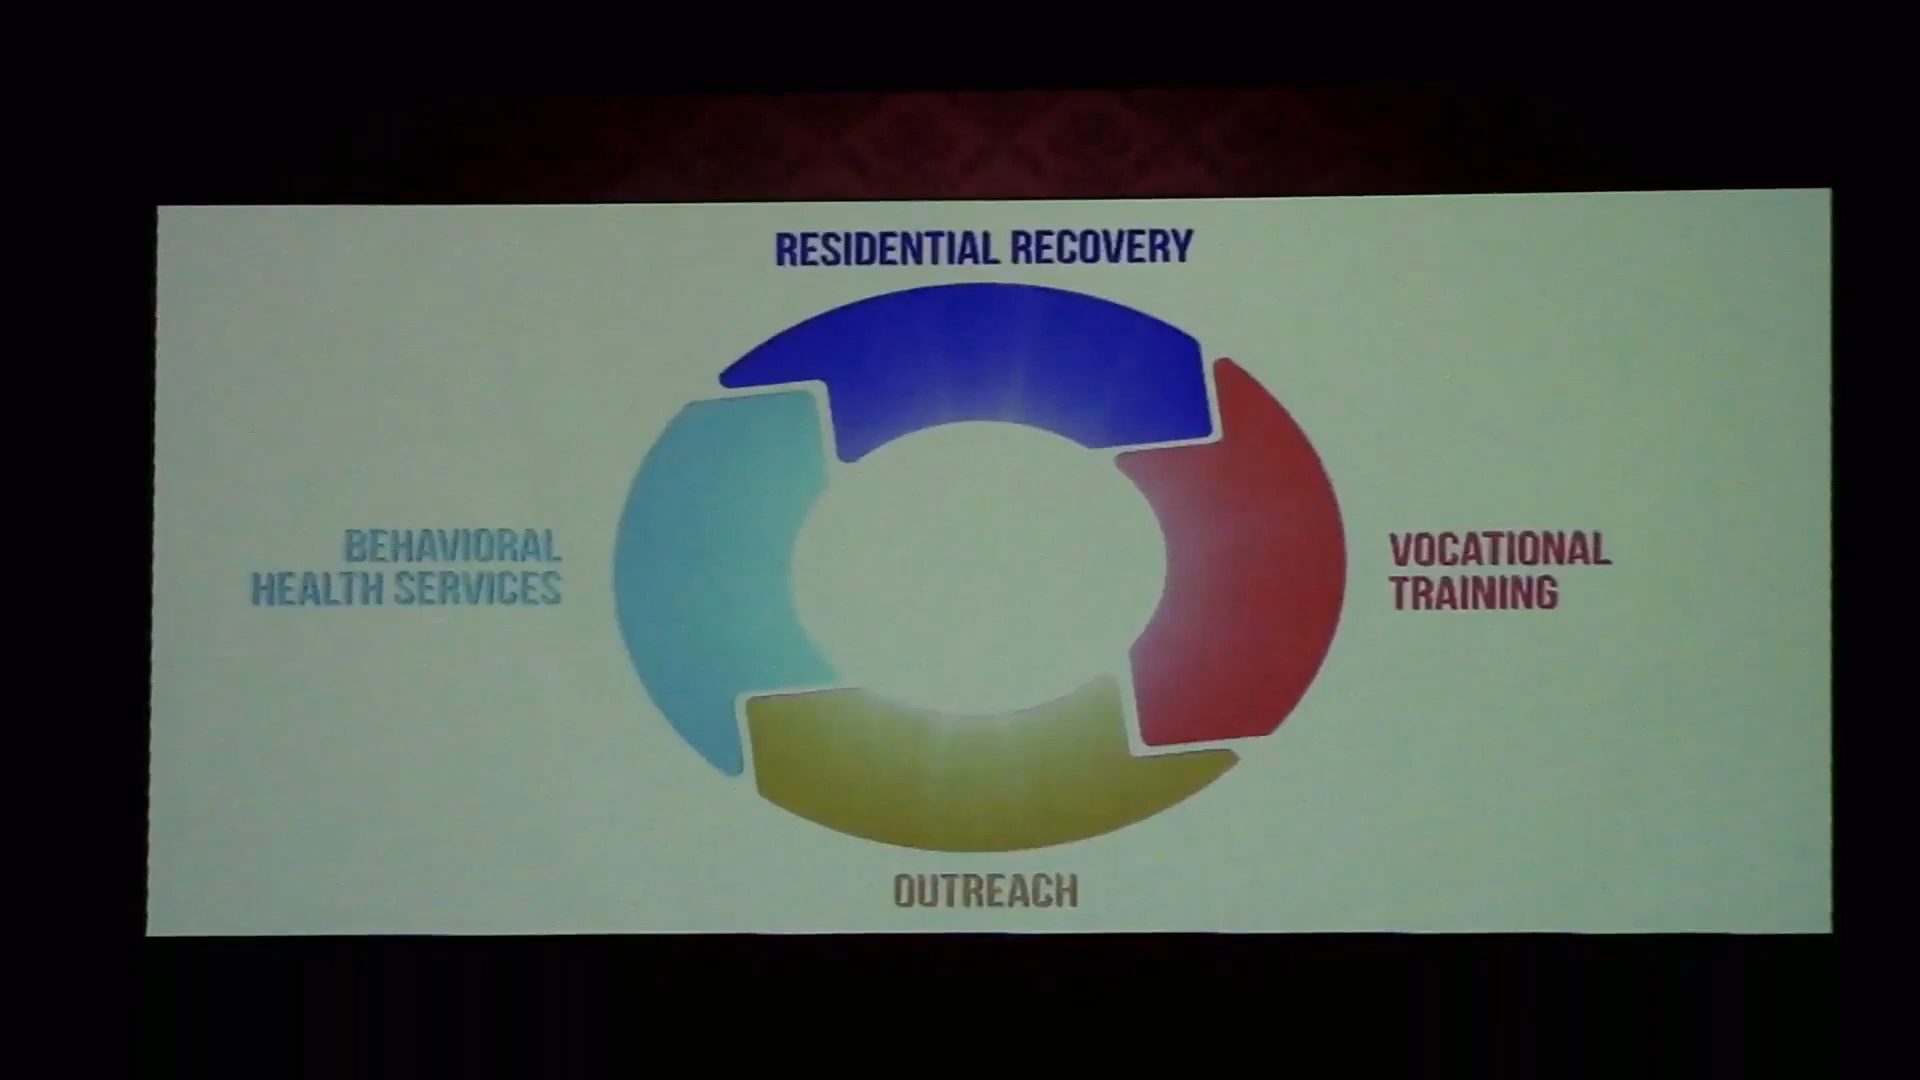 RESIDENTIAL RECOVERY
BEHAVIORAL
HEALTH SERVICES
VOCATIONAL
TRAINING
OUTREACH